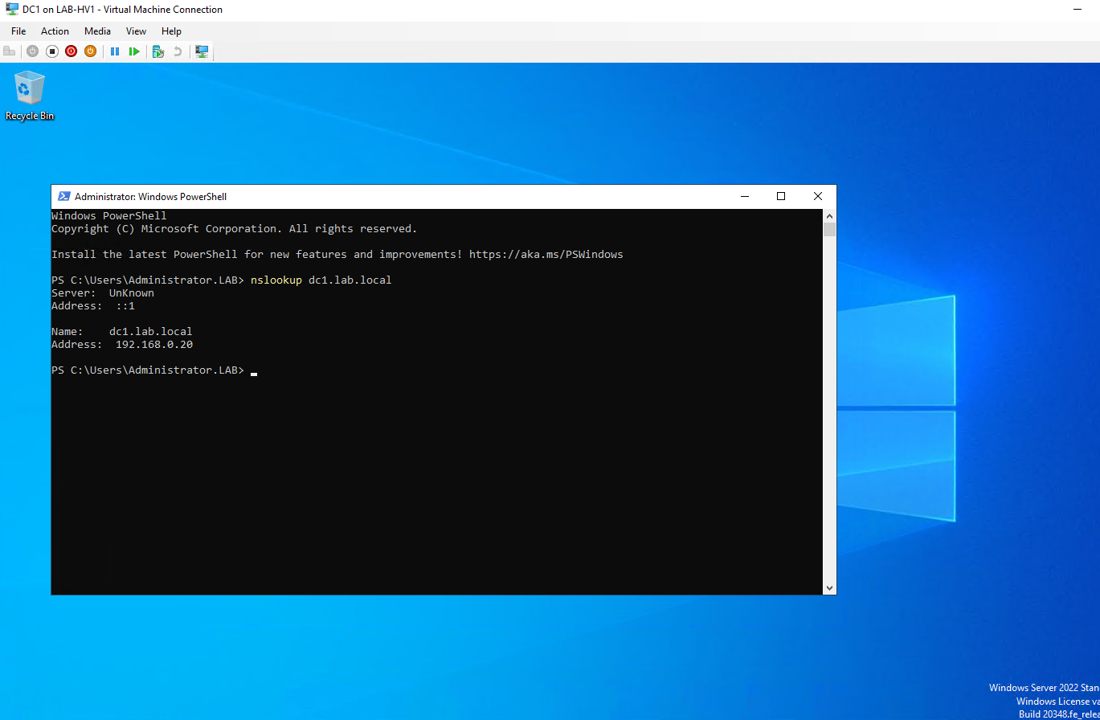 DC1 on LAB-HV1 - Virtual Machine Connection
File Action Media View Help
Recycle Bin
Administrator: Windows PowerShell
Windows PowerShell
Copyright (C) Microsoft Corporation. All rights reserved.
Install the latest PowerShell for new features and improvements! https://aka.ms/PSWindows
PS C:\Users\Administrator.LAB> nslookup dc1.lab.local
Server:  UnKnown
Address:  ::1
Name:    dc1.lab.local
Address:  192.168.0.20
PS C:\Users\Administrator.LAB>
Windows Server 2022 Stan
Windows License va
Build 20348.fe_relea